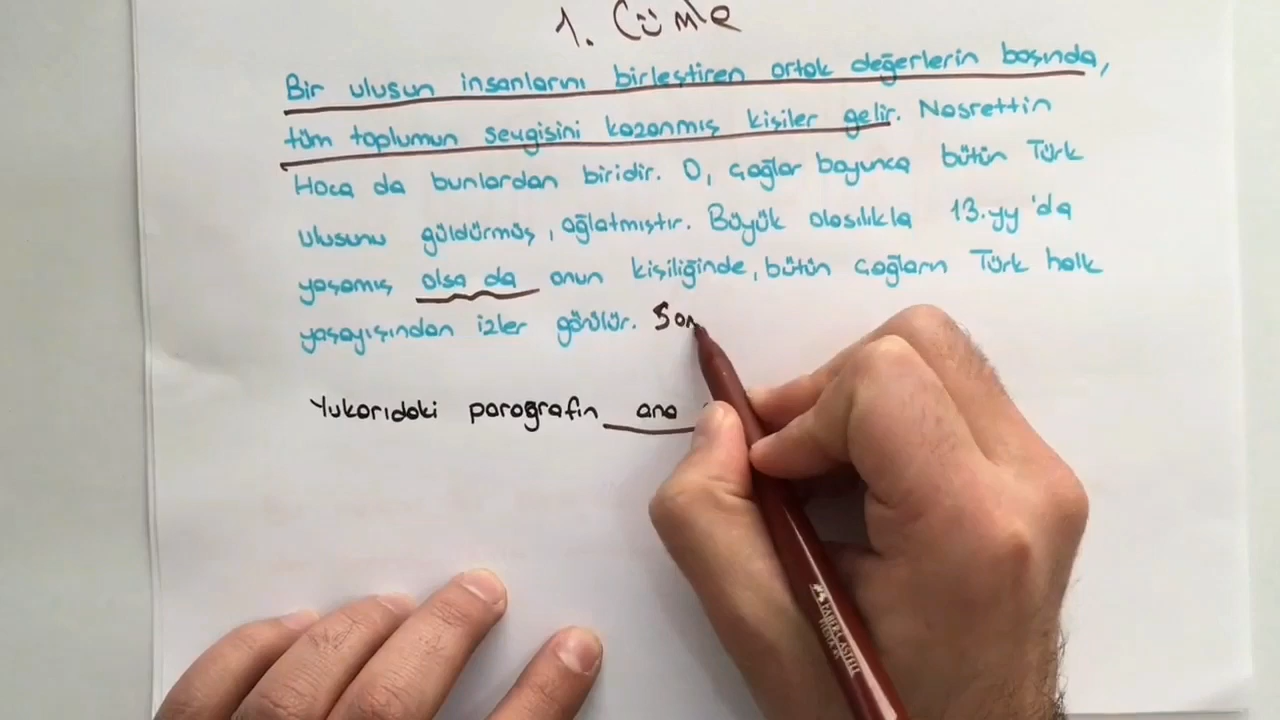 1. Cümle
Bir ulusun insanlarını birleştiren ortak değerlerin başında,
tüm toplumun sevgisini kazanmış kişiler gelir. Nasrettin
Hoca da bunlardan biridir. O, çağlar boyunca bütün Türk
ulusunu güldürmüş, ağlatmıştır. Büyük olasılıkla 13.yy'da
yaşamış olsa da onun kişiliğinde, bütün çağların Türk halk
yaşayışından izler görülür. Son
Yukarıdaki paragrafın ana
FABER-CASTELL